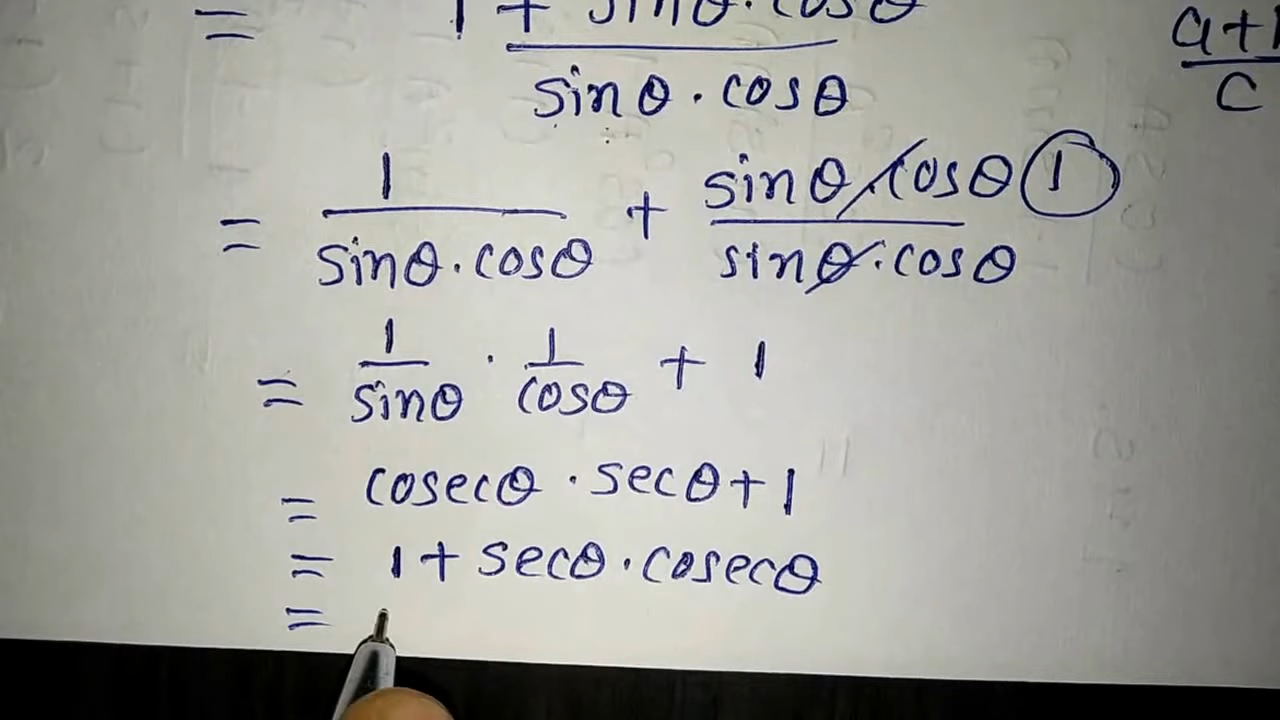 = 1 + sinθ·cosθ
sinθ·cosθ
a+
c
= 1/sinθ·cosθ + sinθ·cosθ/sinθ·cosθ 1
= 1/sinθ · 1/cosθ + 1
= cosecθ·secθ+1
= 1+secθ·cosecθ
=